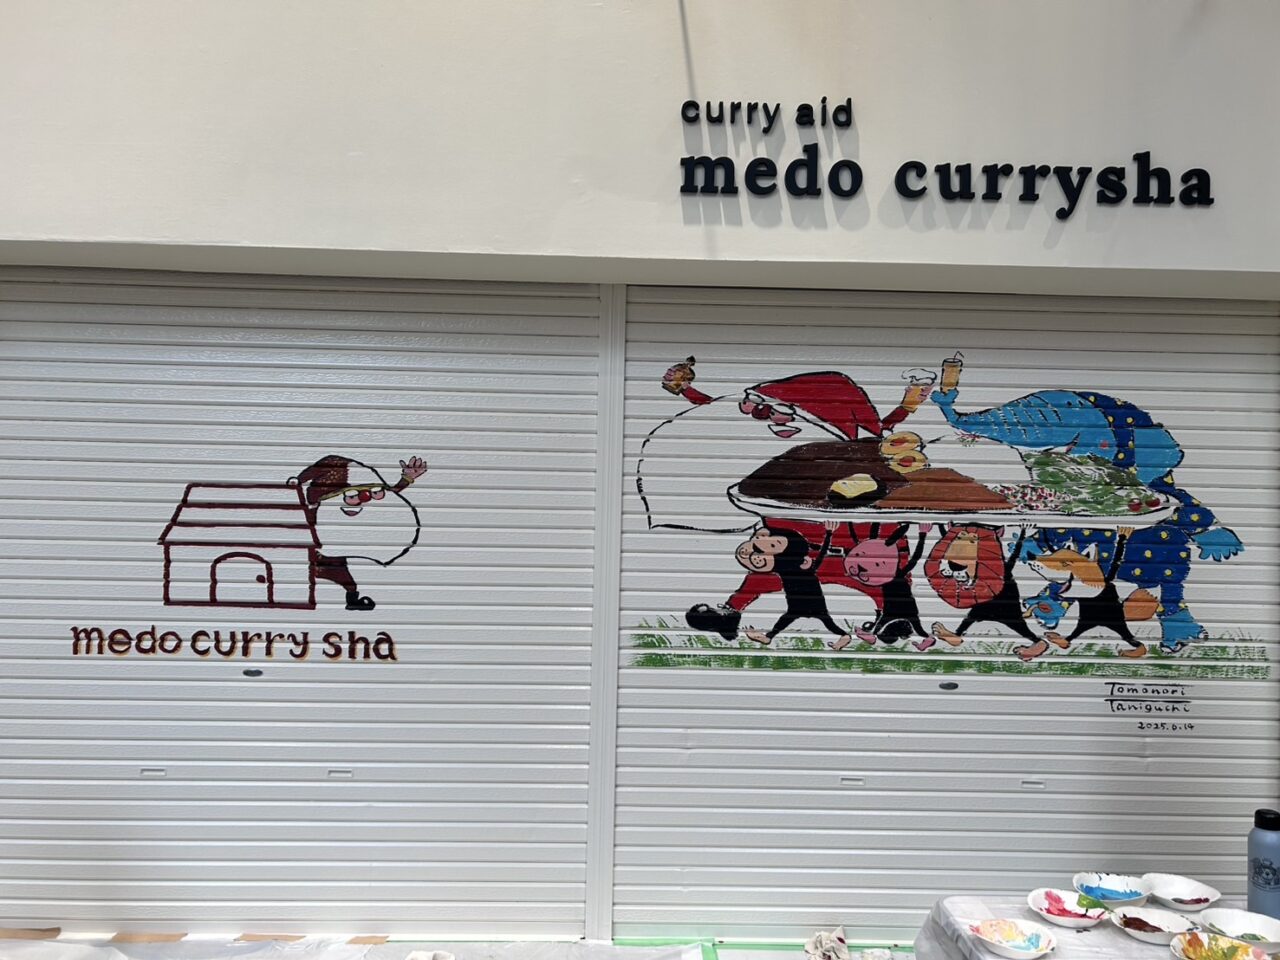 curry aid
medo currysha
medo curry sha
Tomonori
Taniguchi
2025.6.14